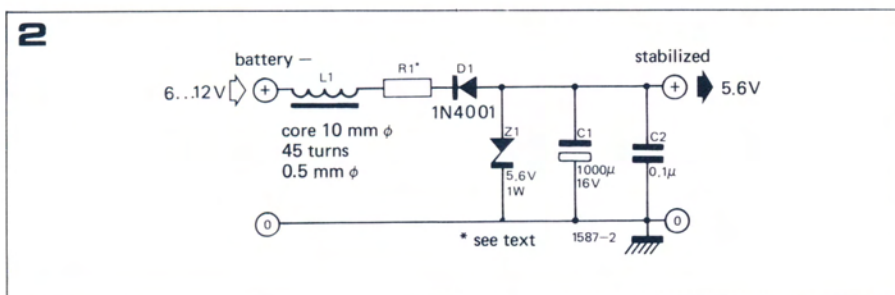 2
battery —
6...12V
+
L1
R1*
D1
1N4001
stabilized
+
5.6V
core 10 mm ϕ
45 turns
0.5 mm ϕ
Z1
5.6V
1W
C1
1000μ
16V
C2
0.1μ
0
* see text
1587-2
0